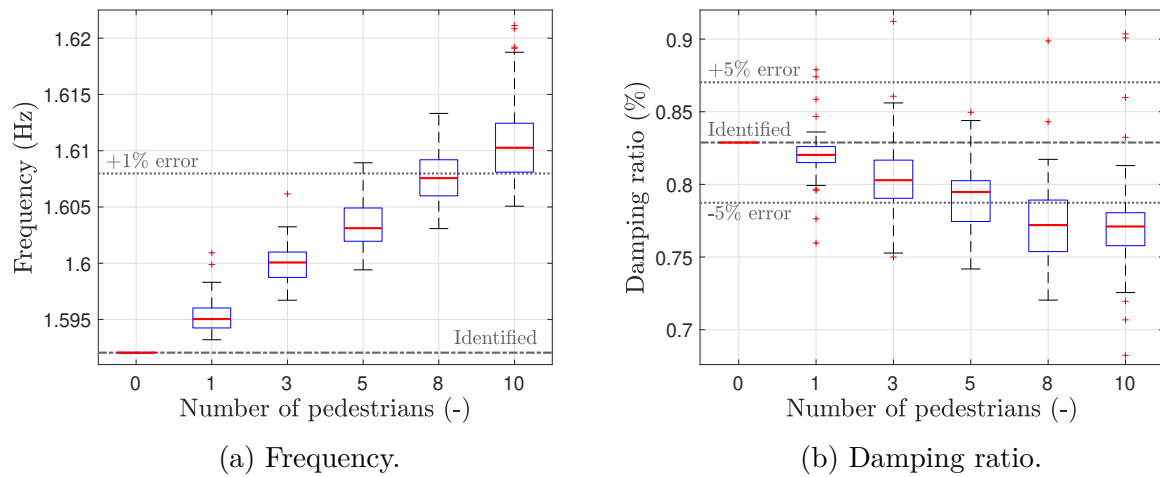 1.62
1.615
1.61
1.605
1.6
1.595
Frequency (Hz)
+1% error
Identified
0 1 3 5 8 10
Number of pedestrians (-)
(a) Frequency.
0.9
0.85
0.8
0.75
0.7
Damping ratio (%)
+5% error
Identified
-5% error
0 1 3 5 8 10
Number of pedestrians (-)
(b) Damping ratio.